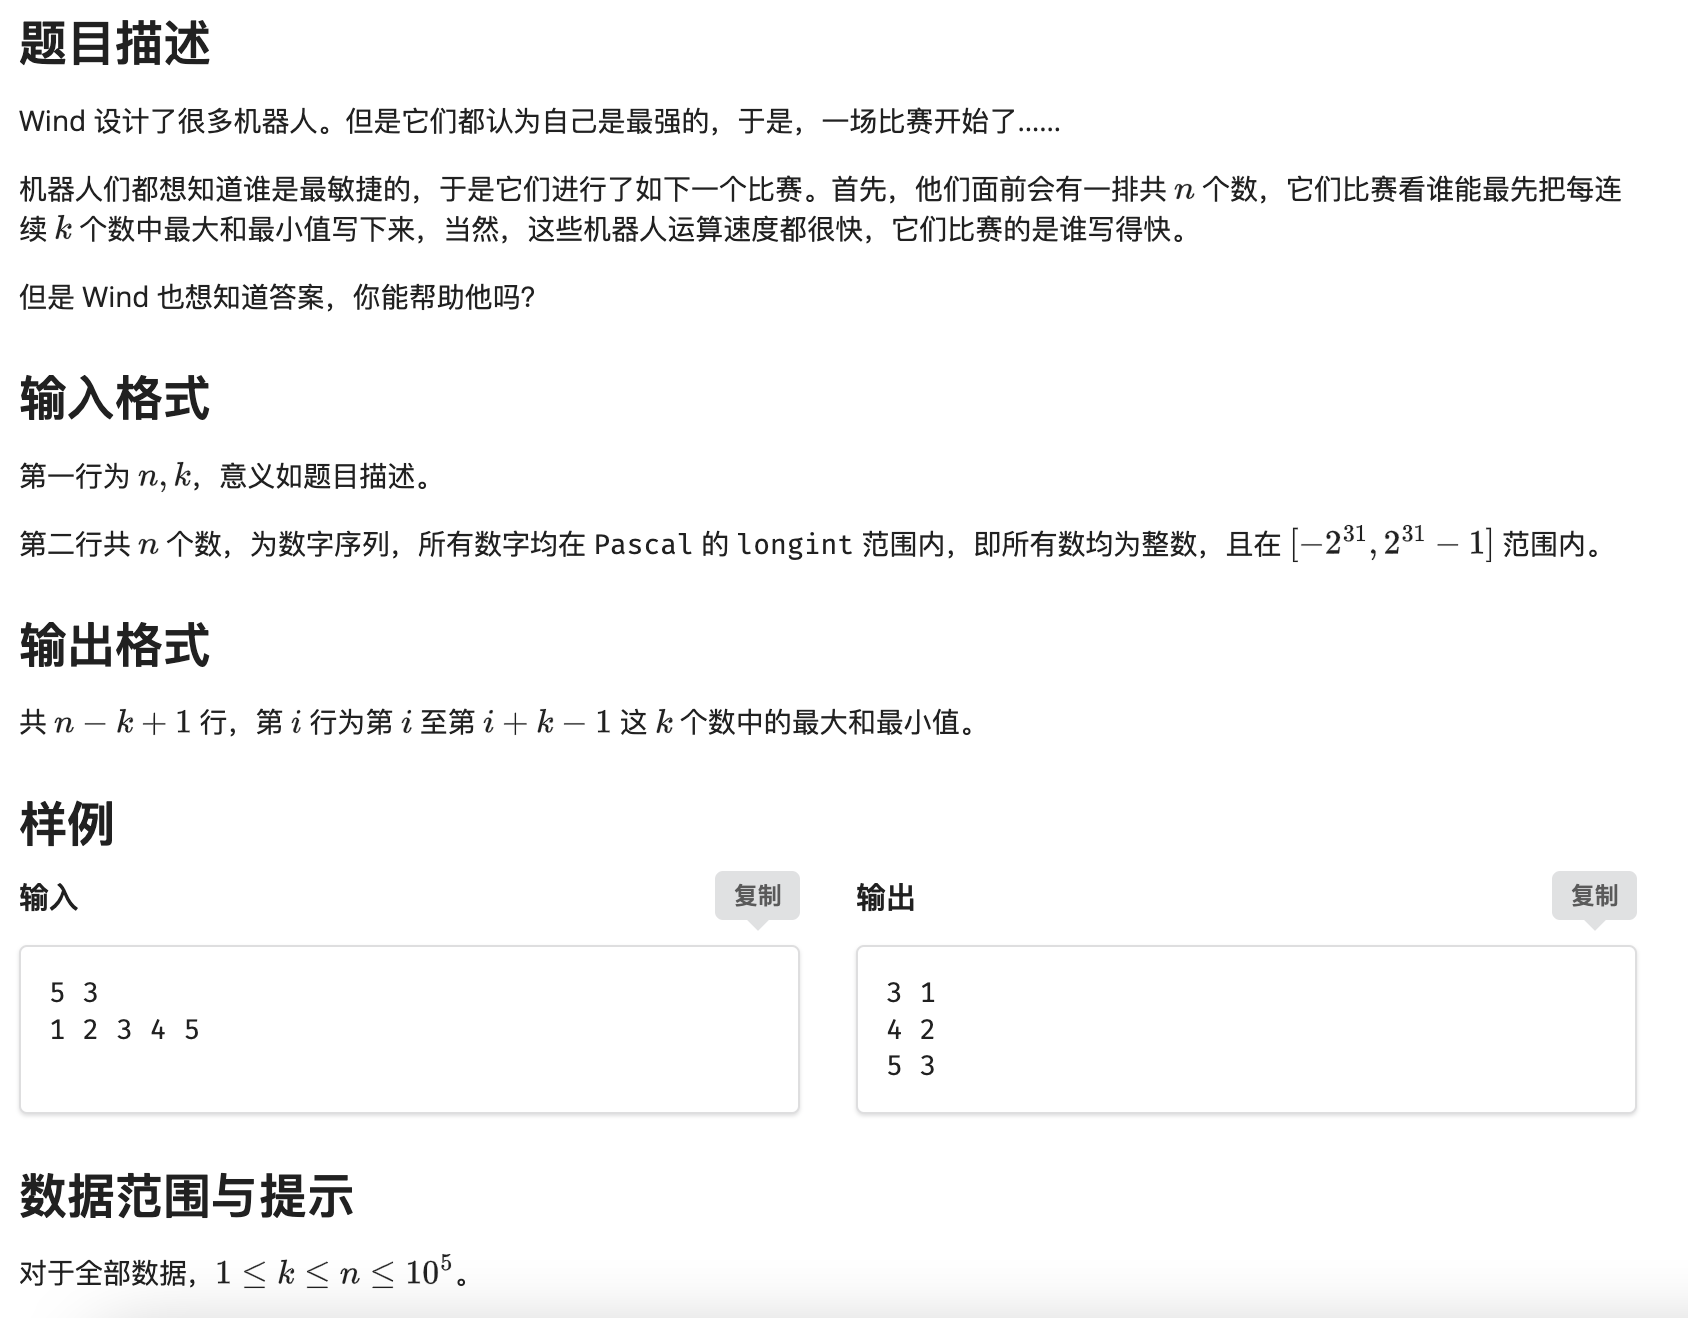 题目描述
Wind 设计了很多机器人。但是它们都认为自己是最强的，于是，一场比赛开始了……
机器人们都想知道谁是最敏捷的，于是它们进行了如下一个比赛。首先，他们面前会有一排共 n 个数，它们比赛看谁能最先把每连
续 k 个数中最大和最小值写下来，当然，这些机器人运算速度都很快，它们比赛的是谁写得快。
但是 Wind 也想知道答案，你能帮助他吗?
输入格式
第一行为 n, k，意义如题目描述。
第二行共 n 个数，为数字序列，所有数字均在 Pascal 的 longint 范围内，即所有数均为整数，且在 [−2^31, 2^31 − 1] 范围内。
输出格式
共 n − k + 1 行，第 i 行为第 i 至第 i + k − 1 这 k 个数中的最大和最小值。
样例
输入 复制
5 3
1 2 3 4 5
输出 复制
3 1
4 2
5 3
数据范围与提示
对于全部数据，1 ≤ k ≤ n ≤ 10^5。